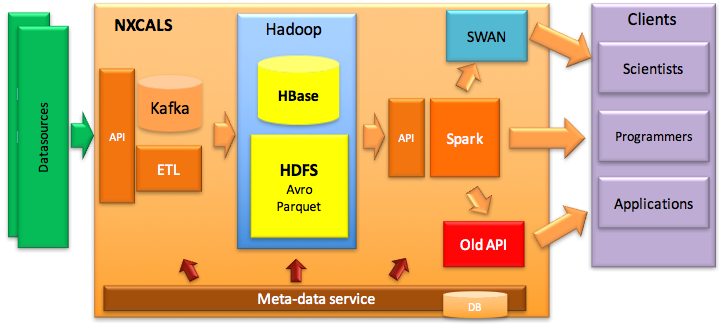 NXCALS
Datasources
API
Kafka
ETL
Hadoop
HBase
HDFS
Avro
Parquet
API
Spark
SWAN
Old API
Clients
Scientists
Programmers
Applications
Meta-data service
DB